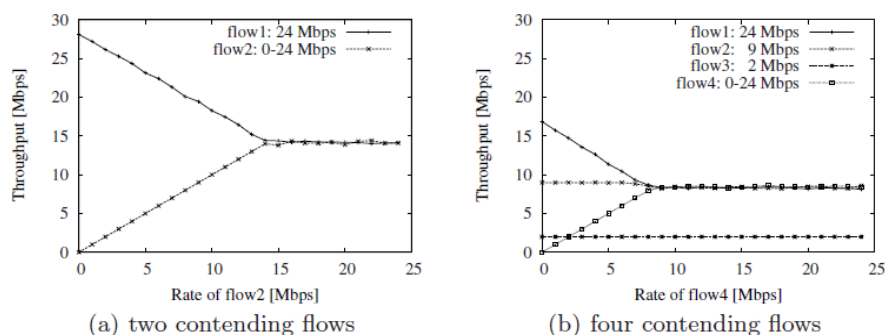 30
25
20
15
10
5
0
Throughput [Mbps]
flow1: 24 Mbps
flow2: 0-24 Mbps
0 5 10 15 20 25
Rate of flow2 [Mbps]
(a) two contending flows
30
25
20
15
10
5
0
Throughput [Mbps]
flow1: 24 Mbps
flow2: 9 Mbps
flow3: 2 Mbps
flow4: 0-24 Mbps
0 5 10 15 20 25
Rate of flow4 [Mbps]
(b) four contending flows